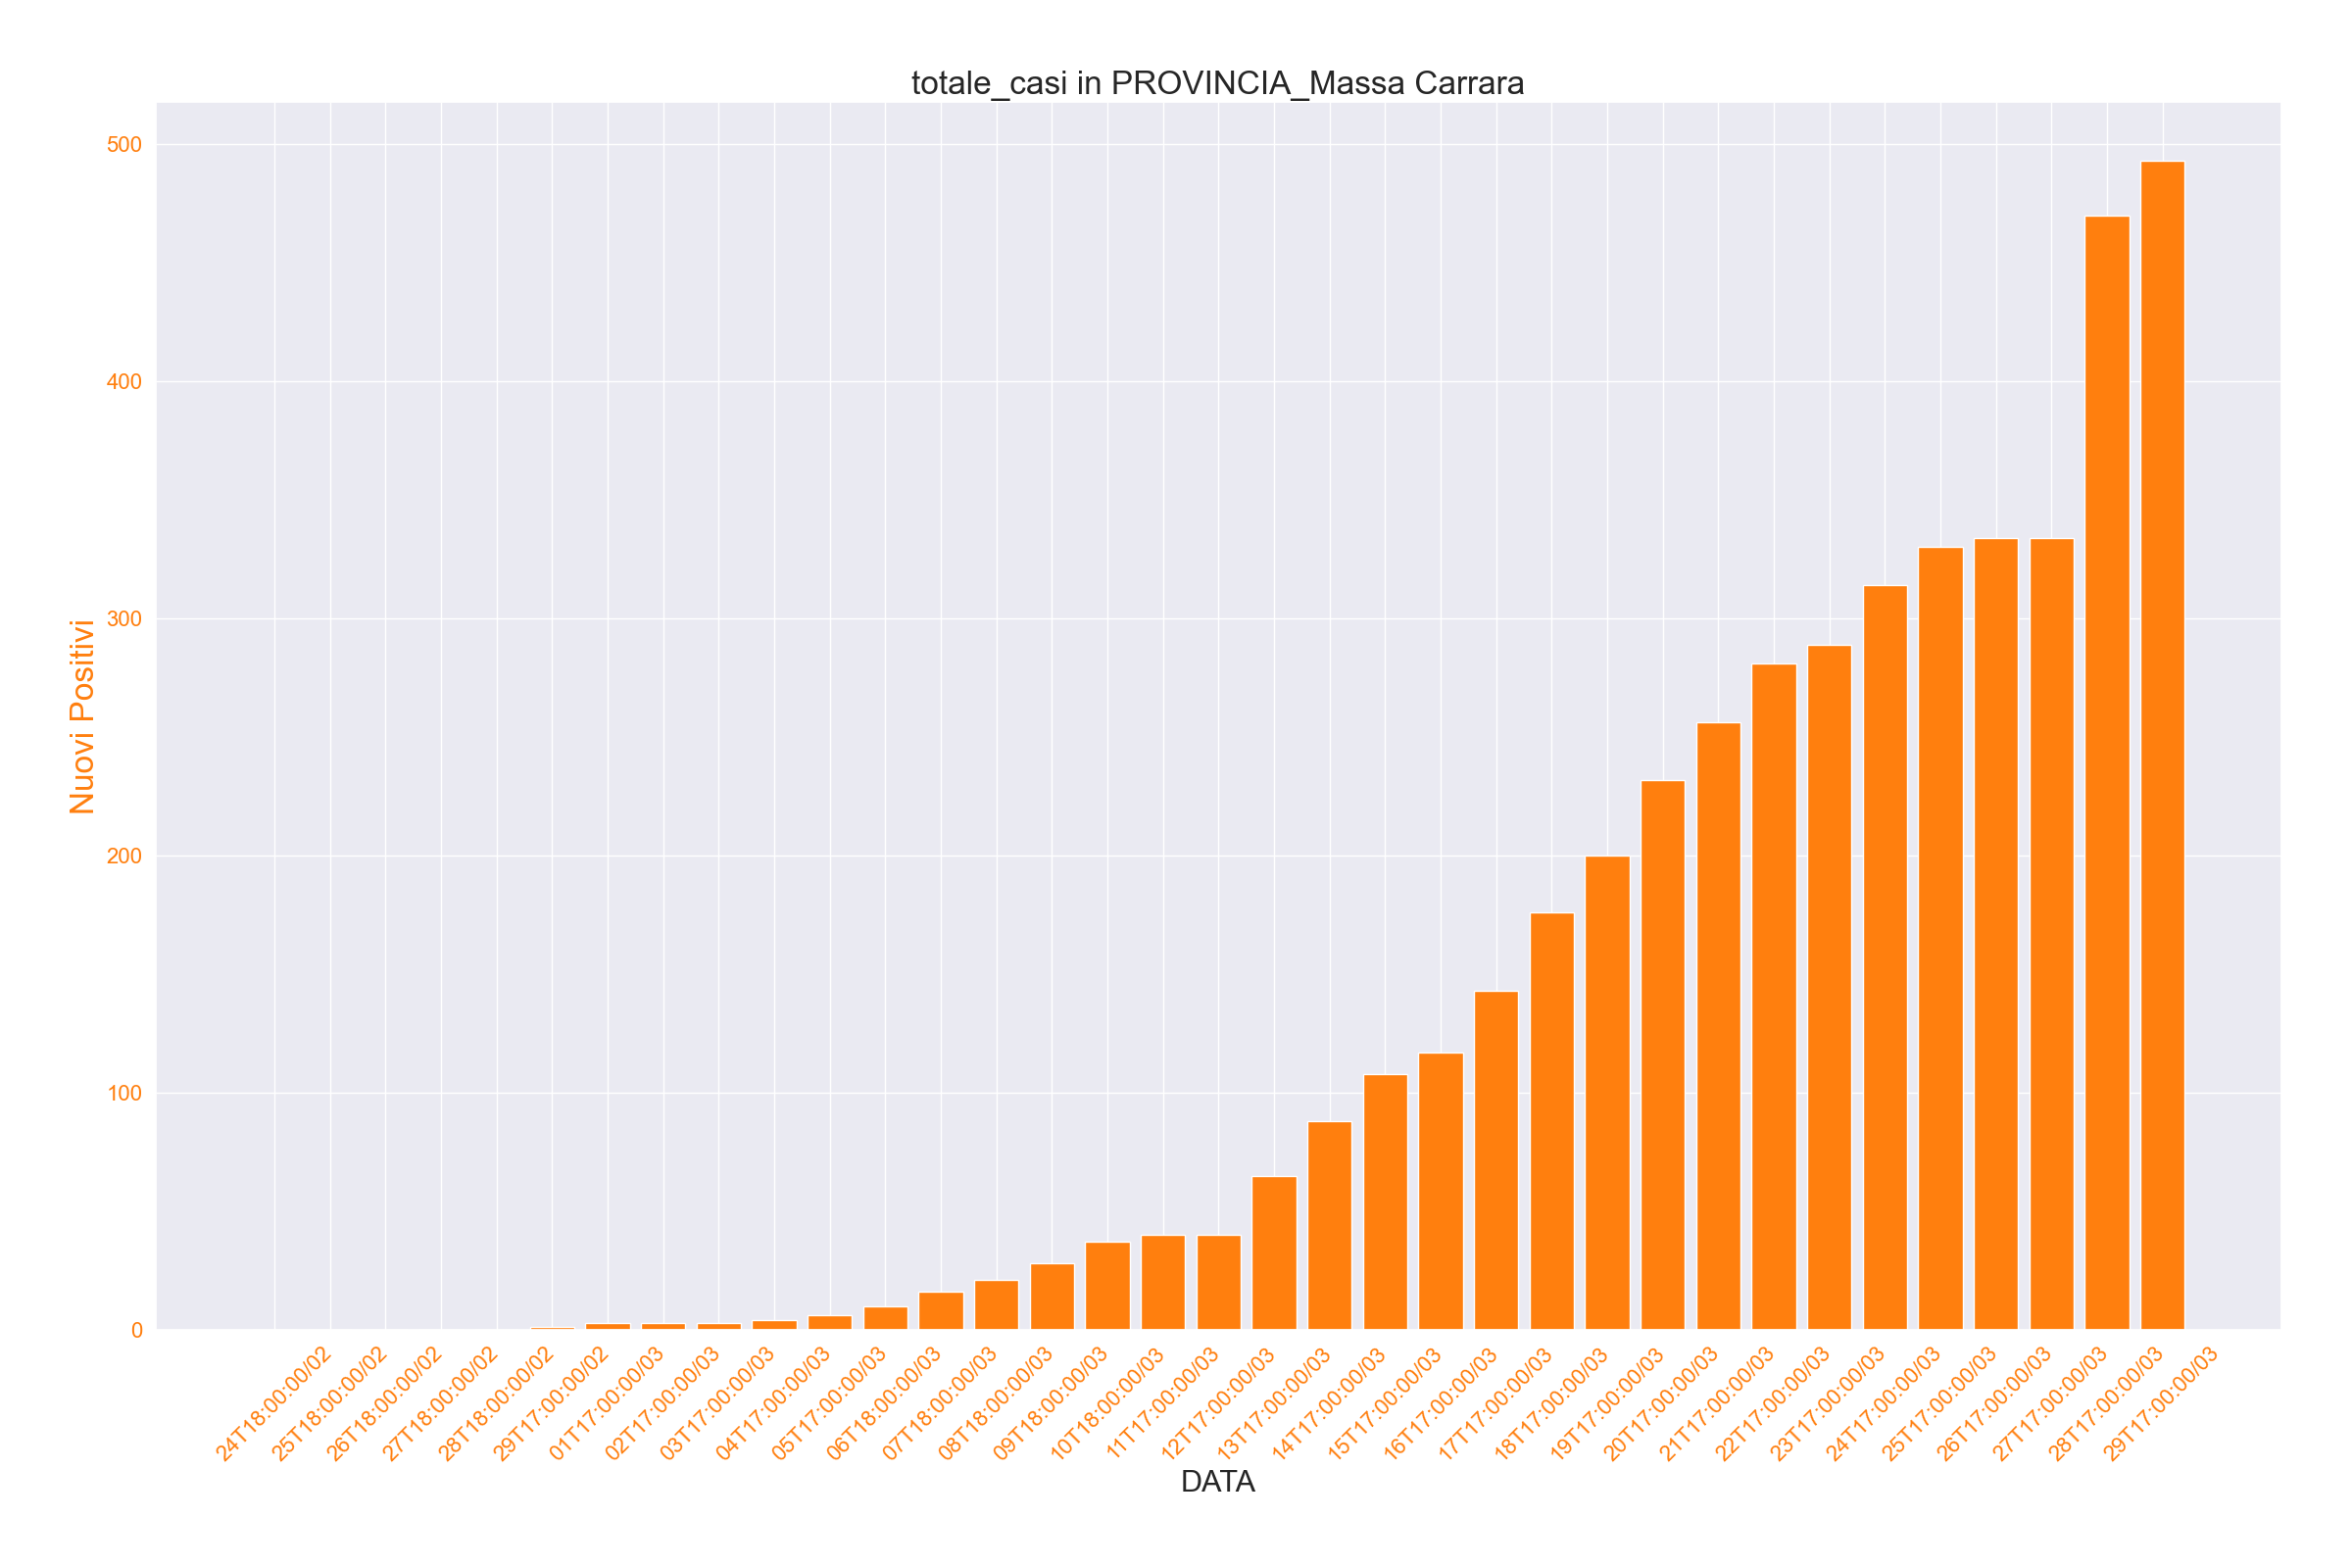 totale_casi in PROVINCIA_Massa Carrara
500
400
300
200
100
0
Nuovi Positivi
24T18:00:00/02
25T18:00:00/02
26T18:00:00/02
27T18:00:00/02
28T18:00:00/02
29T17:00:00/02
01T17:00:00/03
02T17:00:00/03
03T17:00:00/03
04T17:00:00/03
05T17:00:00/03
06T18:00:00/03
07T18:00:00/03
08T18:00:00/03
09T18:00:00/03
10T18:00:00/03
11T17:00:00/03
12T17:00:00/03
13T17:00:00/03
14T17:00:00/03
15T17:00:00/03
16T17:00:00/03
17T17:00:00/03
18T17:00:00/03
19T17:00:00/03
20T17:00:00/03
21T17:00:00/03
22T17:00:00/03
23T17:00:00/03
24T17:00:00/03
25T17:00:00/03
26T17:00:00/03
27T17:00:00/03
28T17:00:00/03
29T17:00:00/03
DATA